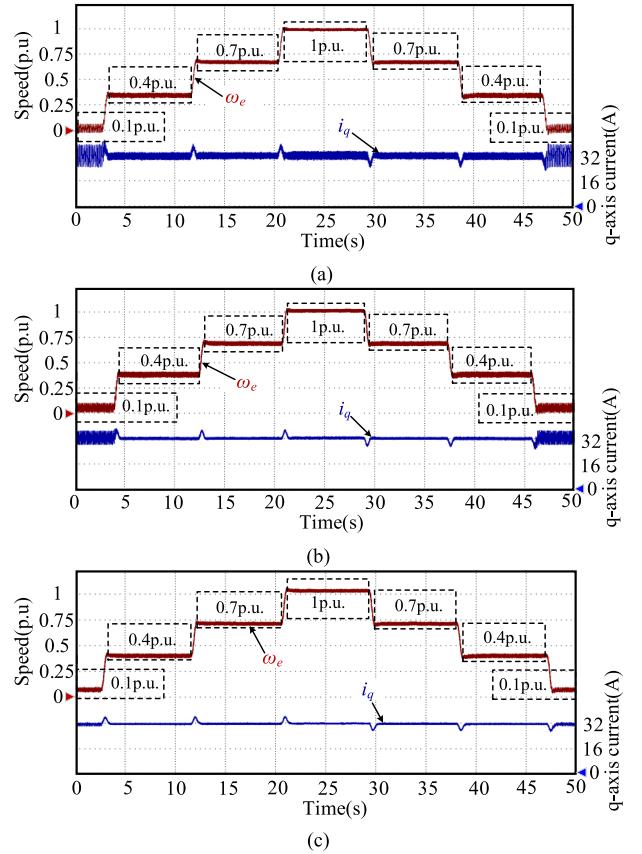 Speed(p.u)
1
0.75
0.5
0.25
0
0.1p.u.
0.4p.u.
0.7p.u.
1p.u.
0.7p.u.
0.4p.u.
0.1p.u.
ωe
iq
32
16
0
q-axis current(A)
0 5 10 15 20 25 30 35 40 45 50
Time(s)
(a)
Speed(p.u)
1
0.75
0.5
0.25
0
0.1p.u.
0.4p.u.
0.7p.u.
1p.u.
0.7p.u.
0.4p.u.
0.1p.u.
ωe
iq
32
16
0
q-axis current(A)
0 5 10 15 20 25 30 35 40 45 50
Time(s)
(b)
Speed(p.u)
1
0.75
0.5
0.25
0
0.1p.u.
0.4p.u.
0.7p.u.
1p.u.
0.7p.u.
0.4p.u.
0.1p.u.
ωe
iq
32
16
0
q-axis current(A)
0 5 10 15 20 25 30 35 40 45 50
Time(s)
(c)